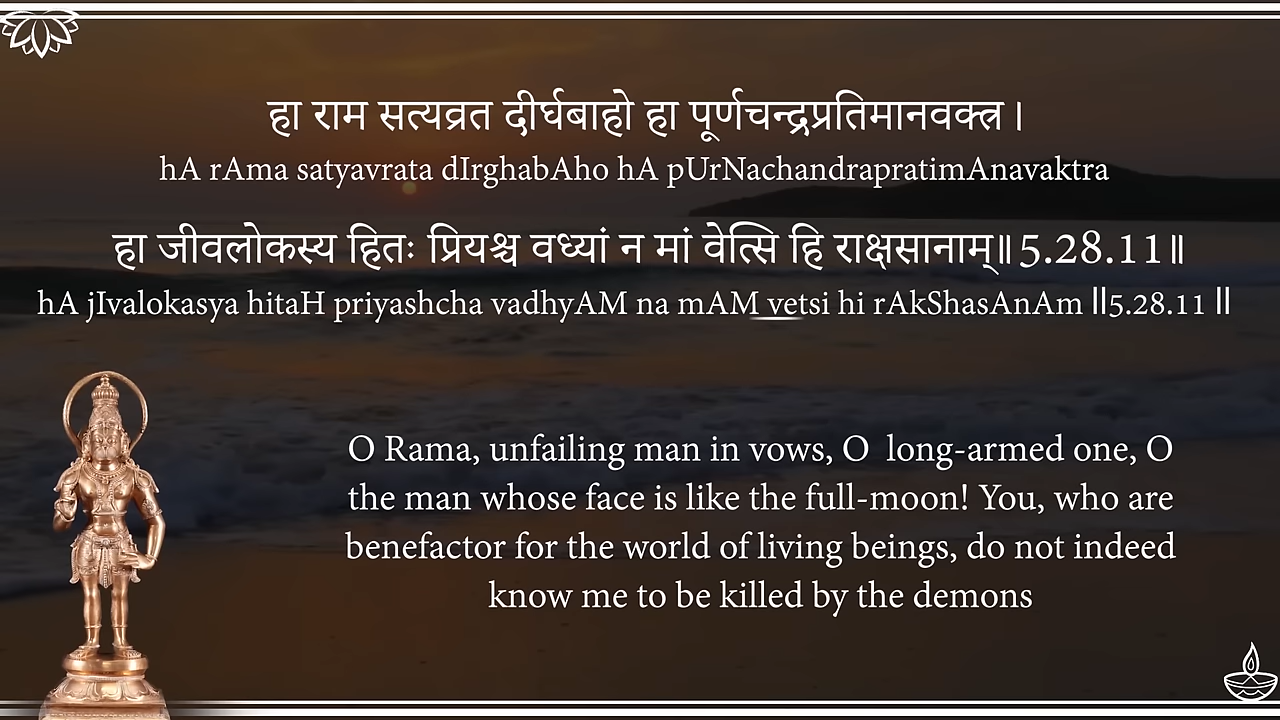 हा राम सत्यव्रत दीर्घबाहो हा पूर्णचन्द्रप्रतिमानवक्त्र ।
hA rAma satyavrata dIrghabAho hA pUrNachandrapratimAnavaktra
हा जीवलोकस्य हितः प्रियश्च वध्यां न मां वेत्सि हि राक्षसानाम्॥ 5.28.11॥
hA jIvalokasya hitaH priyashcha vadhyAM na mAM vetsi hi rAkShasAnAm ॥5.28.11 ॥
O Rama, unfailing man in vows, O long-armed one, O
the man whose face is like the full-moon! You, who are
benefactor for the world of living beings, do not indeed
know me to be killed by the demons